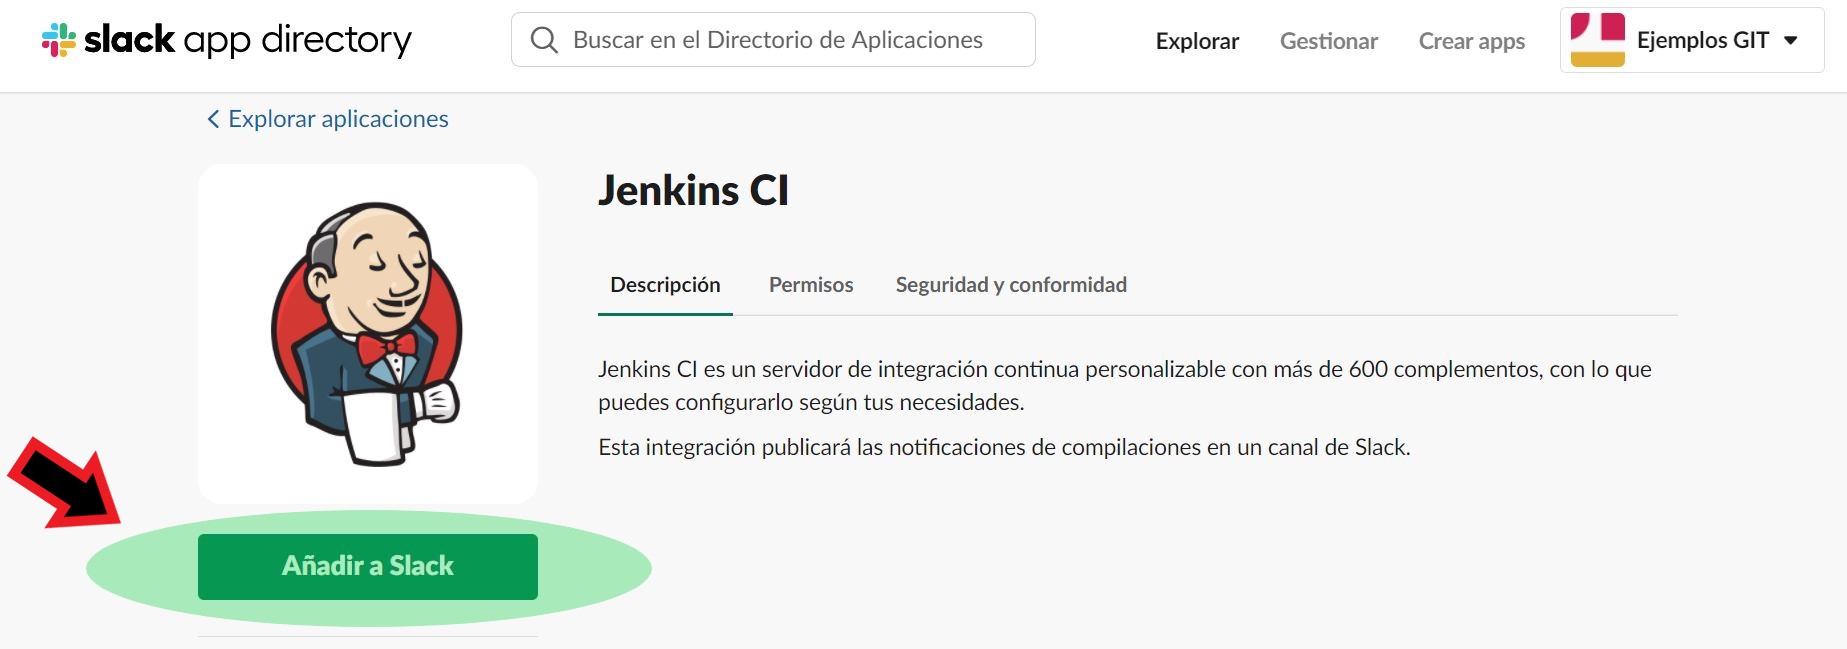 slack app directory
Buscar en el Directorio de Aplicaciones
Explorar
Gestionar
Crear apps
Ejemplos GIT
Explorar aplicaciones
Jenkins CI
Descripción
Permisos
Seguridad y conformidad
Jenkins CI es un servidor de integración continua personalizable con más de 600 complementos, con lo que
puedes configurarlo según tus necesidades.
Esta integración publicará las notificaciones de compilaciones en un canal de Slack.
Añadir a Slack